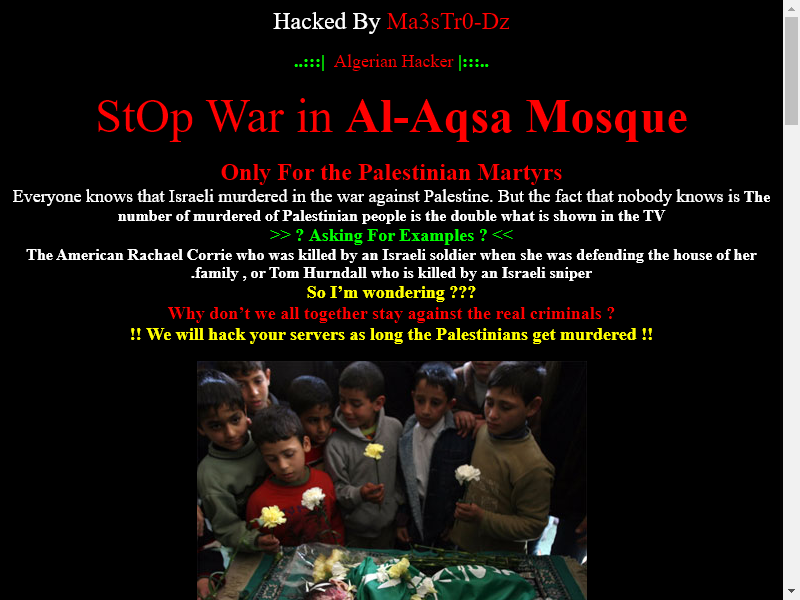 Hacked By Ma3sTr0-Dz
..:::| Algerian Hacker |:::..
StOp War in Al-Aqsa Mosque
Only For the Palestinian Martyrs
Everyone knows that Israeli murdered in the war against Palestine. But the fact that nobody knows is The
number of murdered of Palestinian people is the double what is shown in the TV
>> ? Asking For Examples ? <<
The American Rachael Corrie who was killed by an Israeli soldier when she was defending the house of her
.family , or Tom Hurndall who is killed by an Israeli sniper
So I’m wondering ???
Why don’t we all together stay against the real criminals ?
!! We will hack your servers as long the Palestinians get murdered !!